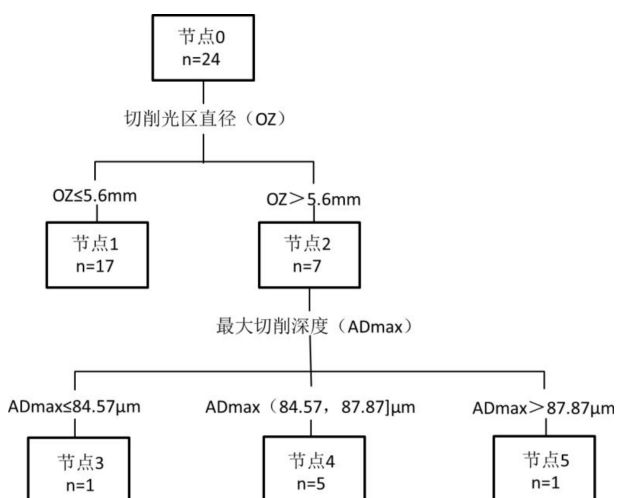 节点0
n=24
切削光区直径（OZ）
OZ≤5.6mm
OZ＞5.6mm
节点1
n=17
节点2
n=7
最大切削深度（ADmax）
ADmax≤84.57μm
ADmax（84.57，87.87]μm
ADmax＞87.87μm
节点3
n=1
节点4
n=5
节点5
n=1